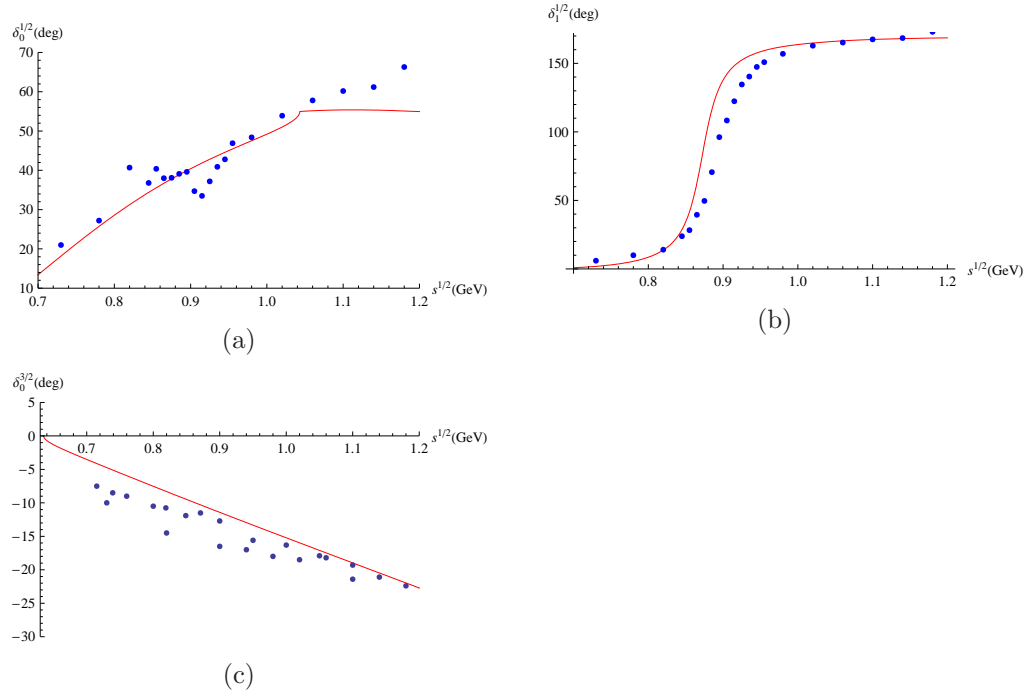 δ₀^{1/2}(deg)
70
60
50
40
30
20
10
0.7 0.8 0.9 1.0 1.1 1.2
s^{1/2}(GeV)
(a)
δ₁^{1/2}(deg)
150
100
50
0.8 0.9 1.0 1.1 1.2
s^{1/2}(GeV)
(b)
δ₀^{3/2}(deg)
5
0
−5
−10
−15
−20
−25
−30
0.7 0.8 0.9 1.0 1.1 1.2
s^{1/2}(GeV)
(c)